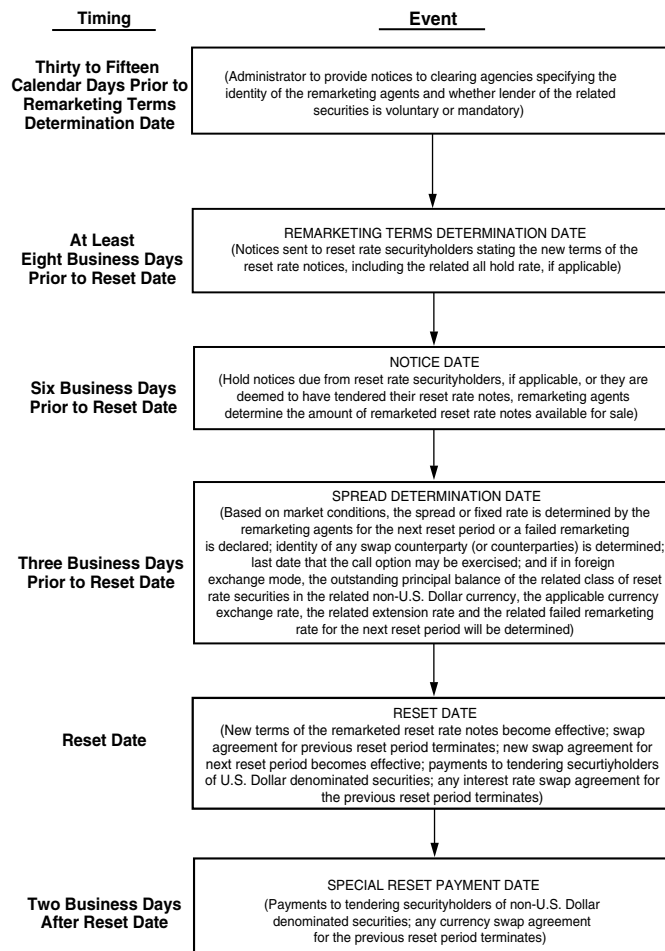 Timing
Event
Thirty to Fifteen
Calendar Days Prior to
Remarketing Terms
Determination Date
(Administrator to provide notices to clearing agencies specifying the
identity of the remarketing agents and whether lender of the related
securities is voluntary or mandatory)
At Least
Eight Business Days
Prior to Reset Date
REMARKETING TERMS DETERMINATION DATE
(Notices sent to reset rate securityholders stating the new terms of the
reset rate notices, including the related all hold rate, if applicable)
Six Business Days
Prior to Reset Date
NOTICE DATE
(Hold notices due from reset rate securityholders, if applicable, or they are
deemed to have tendered their reset rate notes, remarketing agents
determine the amount of remarketed reset rate notes available for sale)
Three Business Days
Prior to Reset Date
SPREAD DETERMINATION DATE
(Based on market conditions, the spread or fixed rate is determined by the
remarketing agents for the next reset period or a failed remarketing
is declared; identity of any swap counterparty (or counterparties) is determined;
last date that the call option may be exercised; and if in foreign
exchange mode, the outstanding principal balance of the related class of reset
rate securities in the related non-U.S. Dollar currency, the applicable currency
exchange rate, the related extension rate and the related failed remarketing
rate for the next reset period will be determined)
Reset Date
RESET DATE
(New terms of the remarketed reset rate notes become effective; swap
agreement for previous reset period terminates; new swap agreement for
next reset period becomes effective; payments to tendering securtiyholders
of U.S. Dollar denominated securities; any interest rate swap agreement for
the previous reset period terminates)
Two Business Days
After Reset Date
SPECIAL RESET PAYMENT DATE
(Payments to tendering securityholders of non-U.S. Dollar
denominated securities; any currency swap agreement
for the previous reset period terminates)